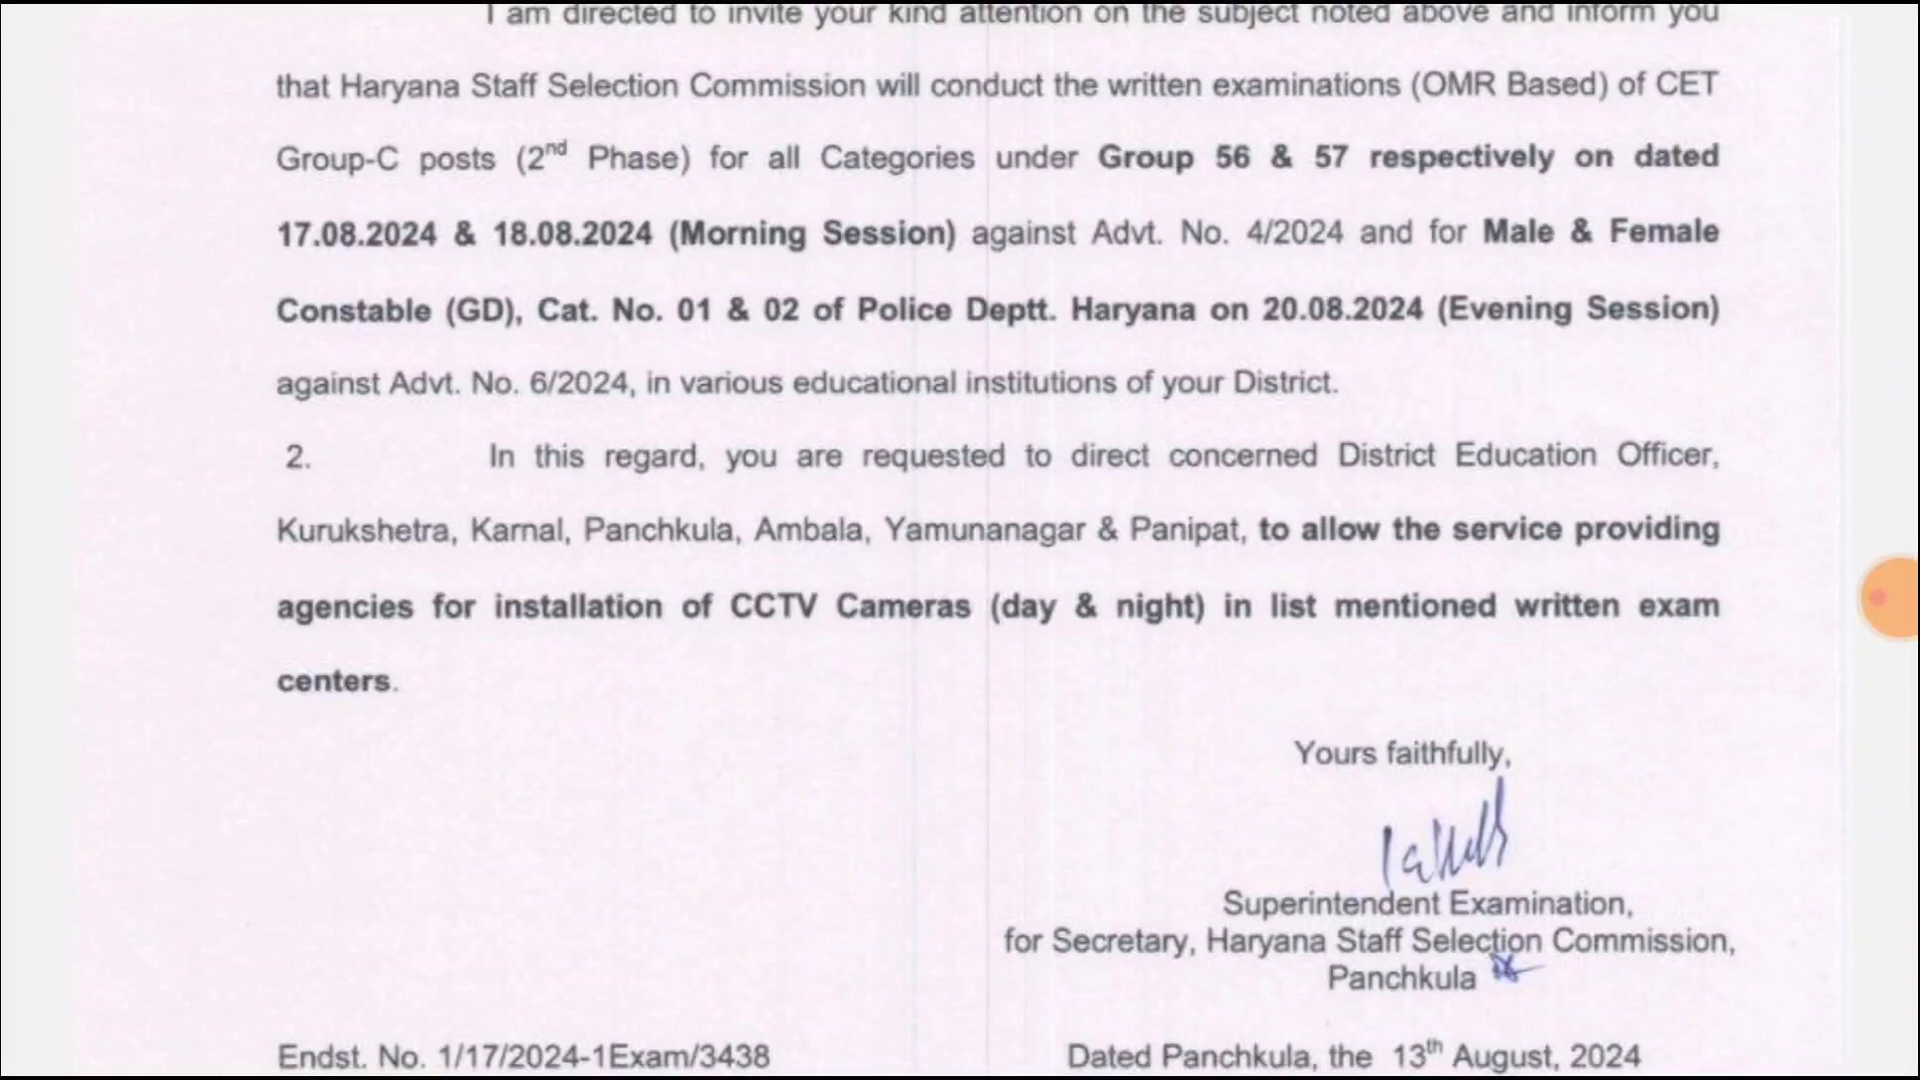 I am directed to invite your kind attention on the subject noted above and inform you
that Haryana Staff Selection Commission will conduct the written examinations (OMR Based) of CET
Group-C posts (2nd Phase) for all Categories under Group 56 & 57 respectively on dated
17.08.2024 & 18.08.2024 (Morning Session) against Advt. No. 4/2024 and for Male & Female
Constable (GD), Cat. No. 01 & 02 of Police Deptt. Haryana on 20.08.2024 (Evening Session)
against Advt. No. 6/2024, in various educational institutions of your District.
2. In this regard, you are requested to direct concerned District Education Officer,
Kurukshetra, Karnal, Panchkula, Ambala, Yamunanagar & Panipat, to allow the service providing
agencies for installation of CCTV Cameras (day & night) in list mentioned written exam
centers.
Yours faithfully,
Superintendent Examination,
for Secretary, Haryana Staff Selection Commission,
Panchkula
Endst. No. 1/17/2024-1Exam/3438 Dated Panchkula, the 13th August, 2024